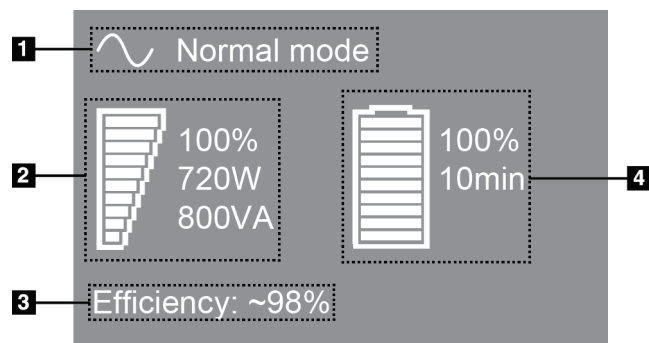 1
Normal mode
2
100%
720W
800VA
100%
10min
4
3
Efficiency: ~98%